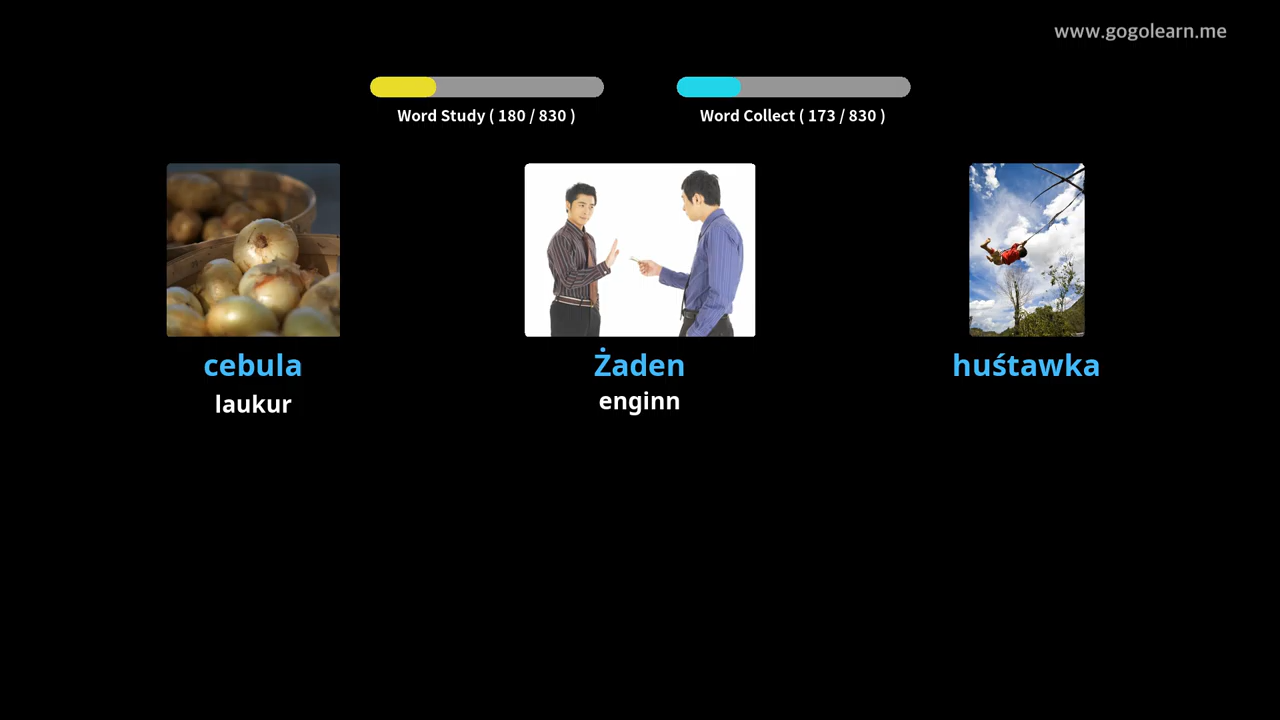 www.gogolearn.me
Word Study ( 180 / 830 )
Word Collect ( 173 / 830 )
cebula
Żaden
huśtawka
laukur
enginn